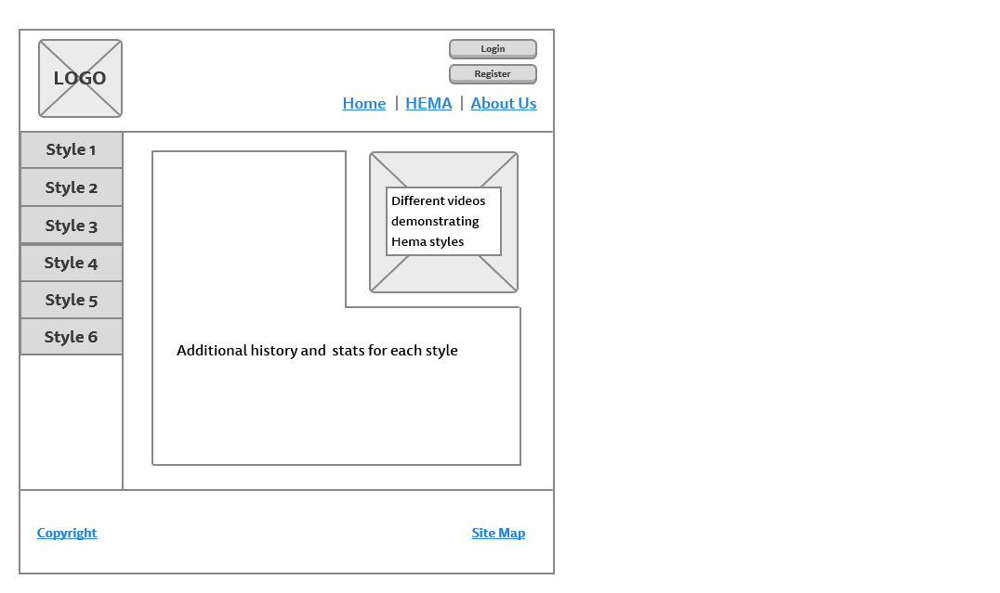 LOGO
Login
Register
Home | HEMA | About Us
Style 1
Style 2
Style 3
Style 4
Style 5
Style 6
Different videos
demonstrating
Hema styles
Additional history and  stats for each style
Copyright
Site Map